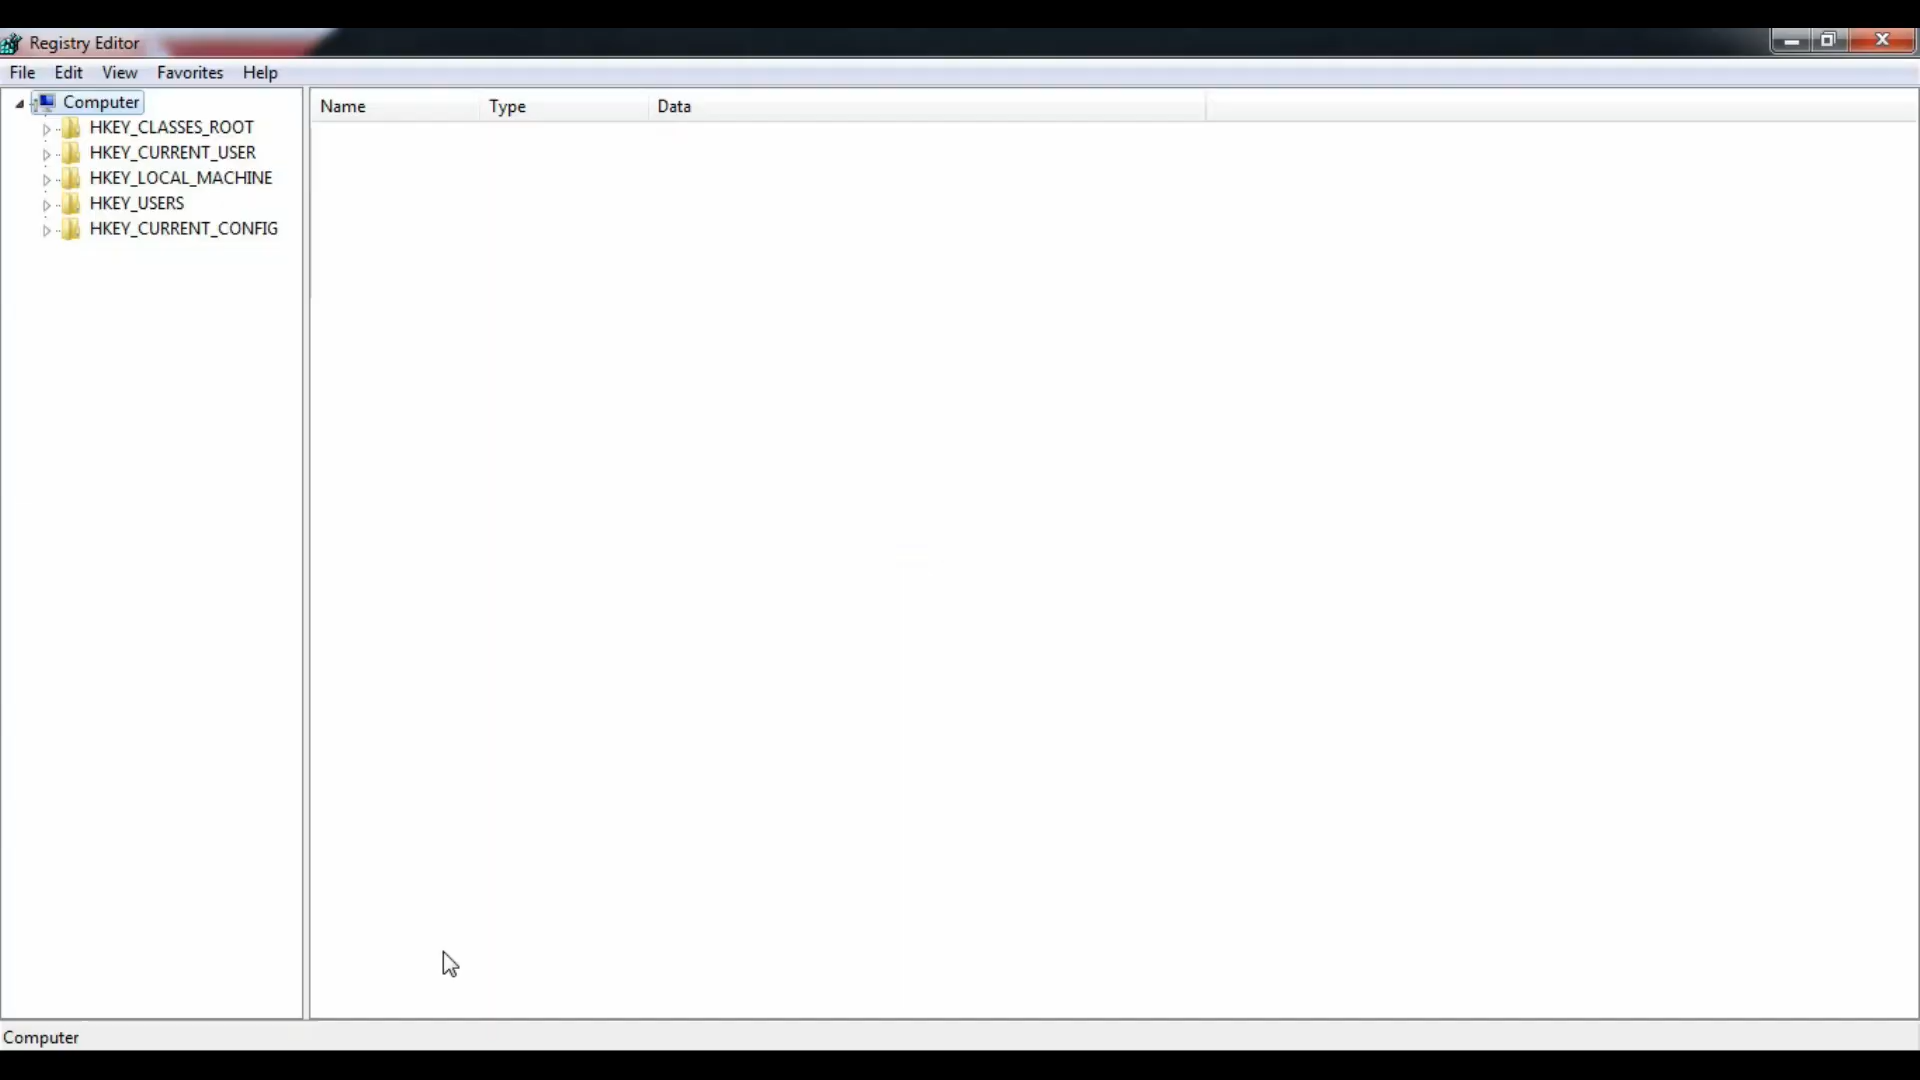 Registry Editor
File Edit View Favorites Help
Computer
HKEY_CLASSES_ROOT
HKEY_CURRENT_USER
HKEY_LOCAL_MACHINE
HKEY_USERS
HKEY_CURRENT_CONFIG
Name Type Data
Computer